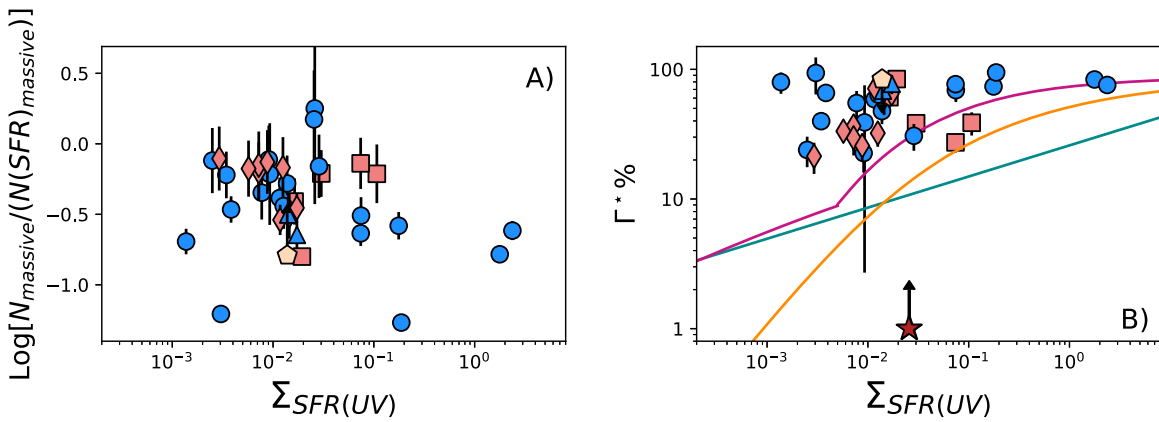 Log[N_massive/(N(SFR)_massive)]
0.5
0.0
−0.5
−1.0
A)
10^−3
10^−2
10^−1
10^0
Σ_SFR(UV)
Γ*%
100
10
1
B)
10^−3
10^−2
10^−1
10^0
Σ_SFR(UV)